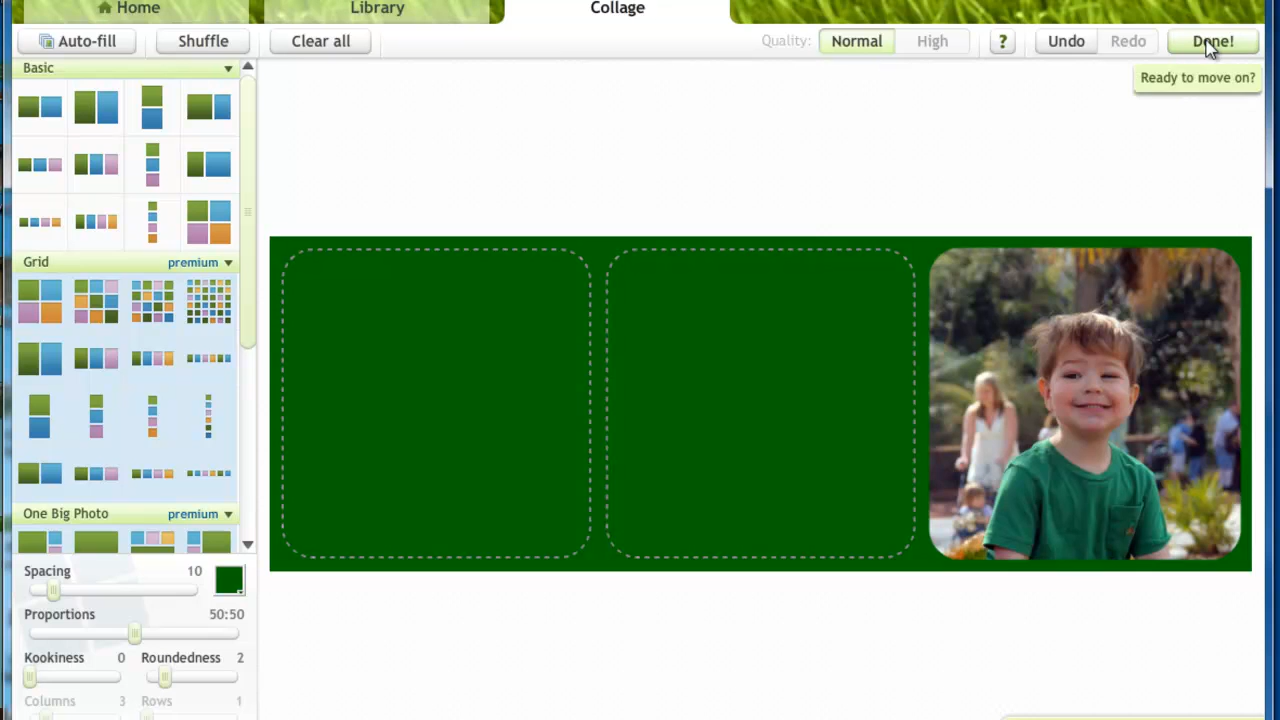 Home Library Collage
Auto-fill Shuffle Clear all Quality: Normal High ? Undo Redo Done!
Ready to move on?
Basic
Grid premium
One Big Photo premium
Spacing 10
Proportions 50:50
Kookiness 0 Roundedness 2
Columns 3 Rows 1